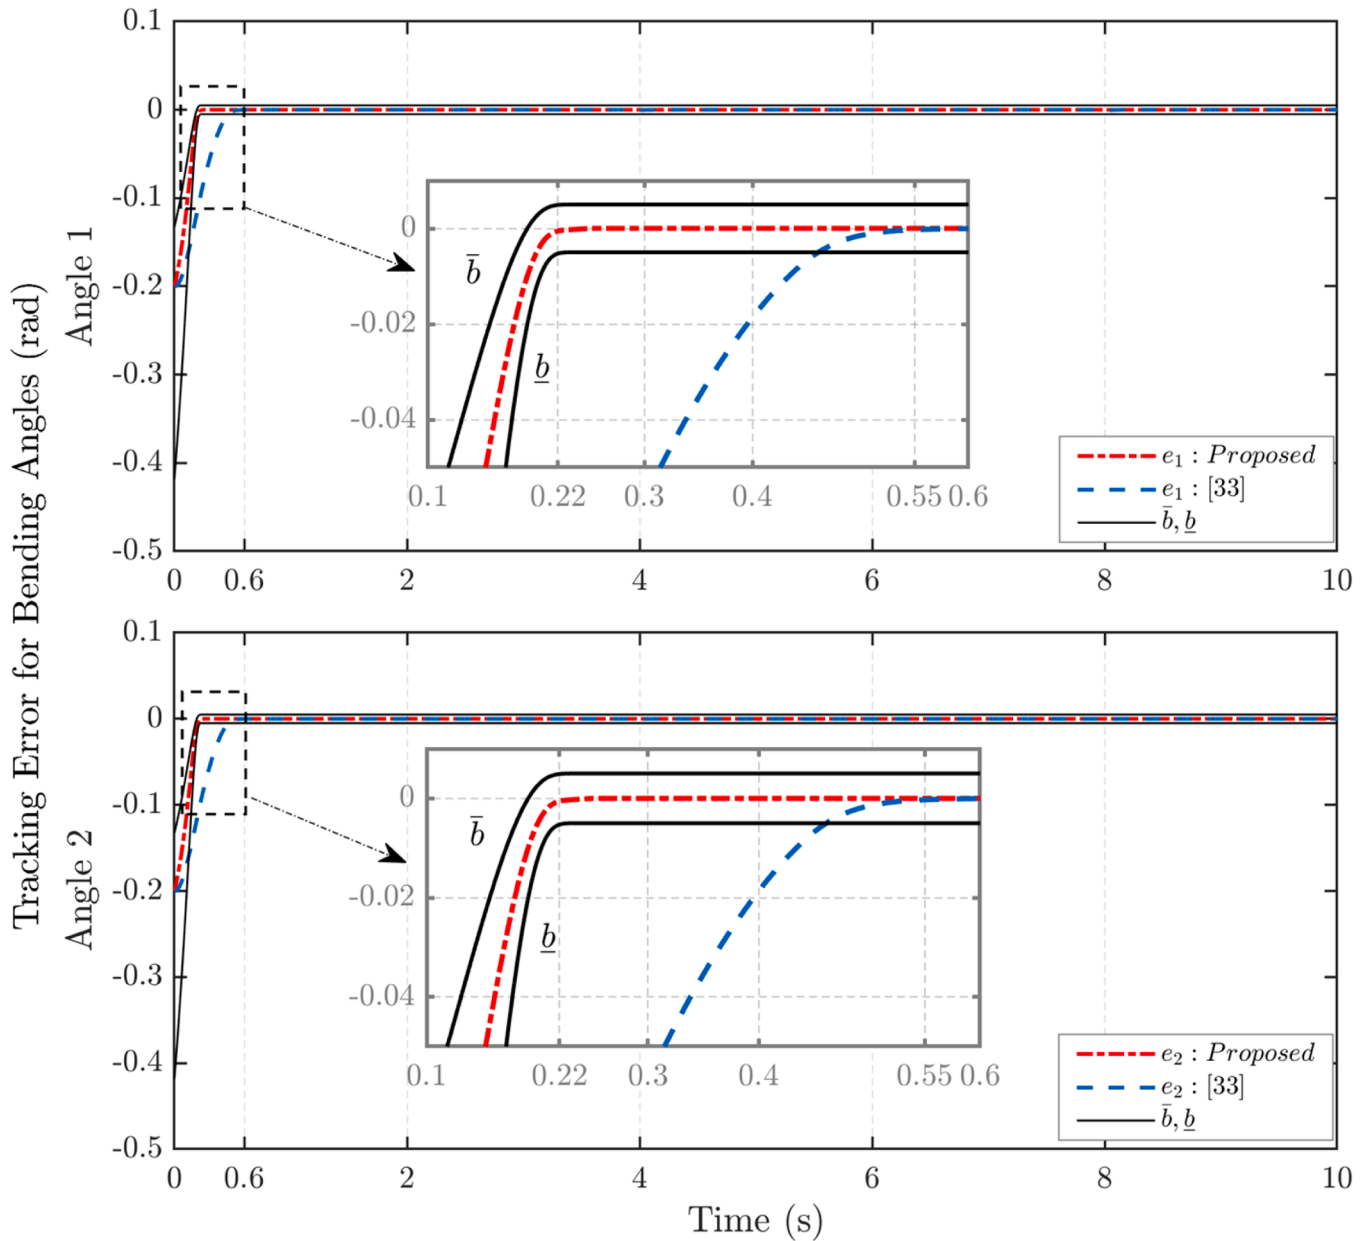 Tracking Error for Bending Angles (rad)
Angle 1
0.1
0
-0.1
-0.2
-0.3
-0.4
-0.5
0 0.6 2 4 6 8 10
0
-0.02
-0.04
0.1 0.22 0.3 0.4 0.55 0.6
b̄
b̲
e₁ : Proposed
e₁ : [33]
b̄, b̲
Angle 2
0.1
0
-0.1
-0.2
-0.3
-0.4
-0.5
0 0.6 2 4 6 8 10
0
-0.02
-0.04
0.1 0.22 0.3 0.4 0.55 0.6
b̄
b̲
e₂ : Proposed
e₂ : [33]
b̄, b̲
Time (s)